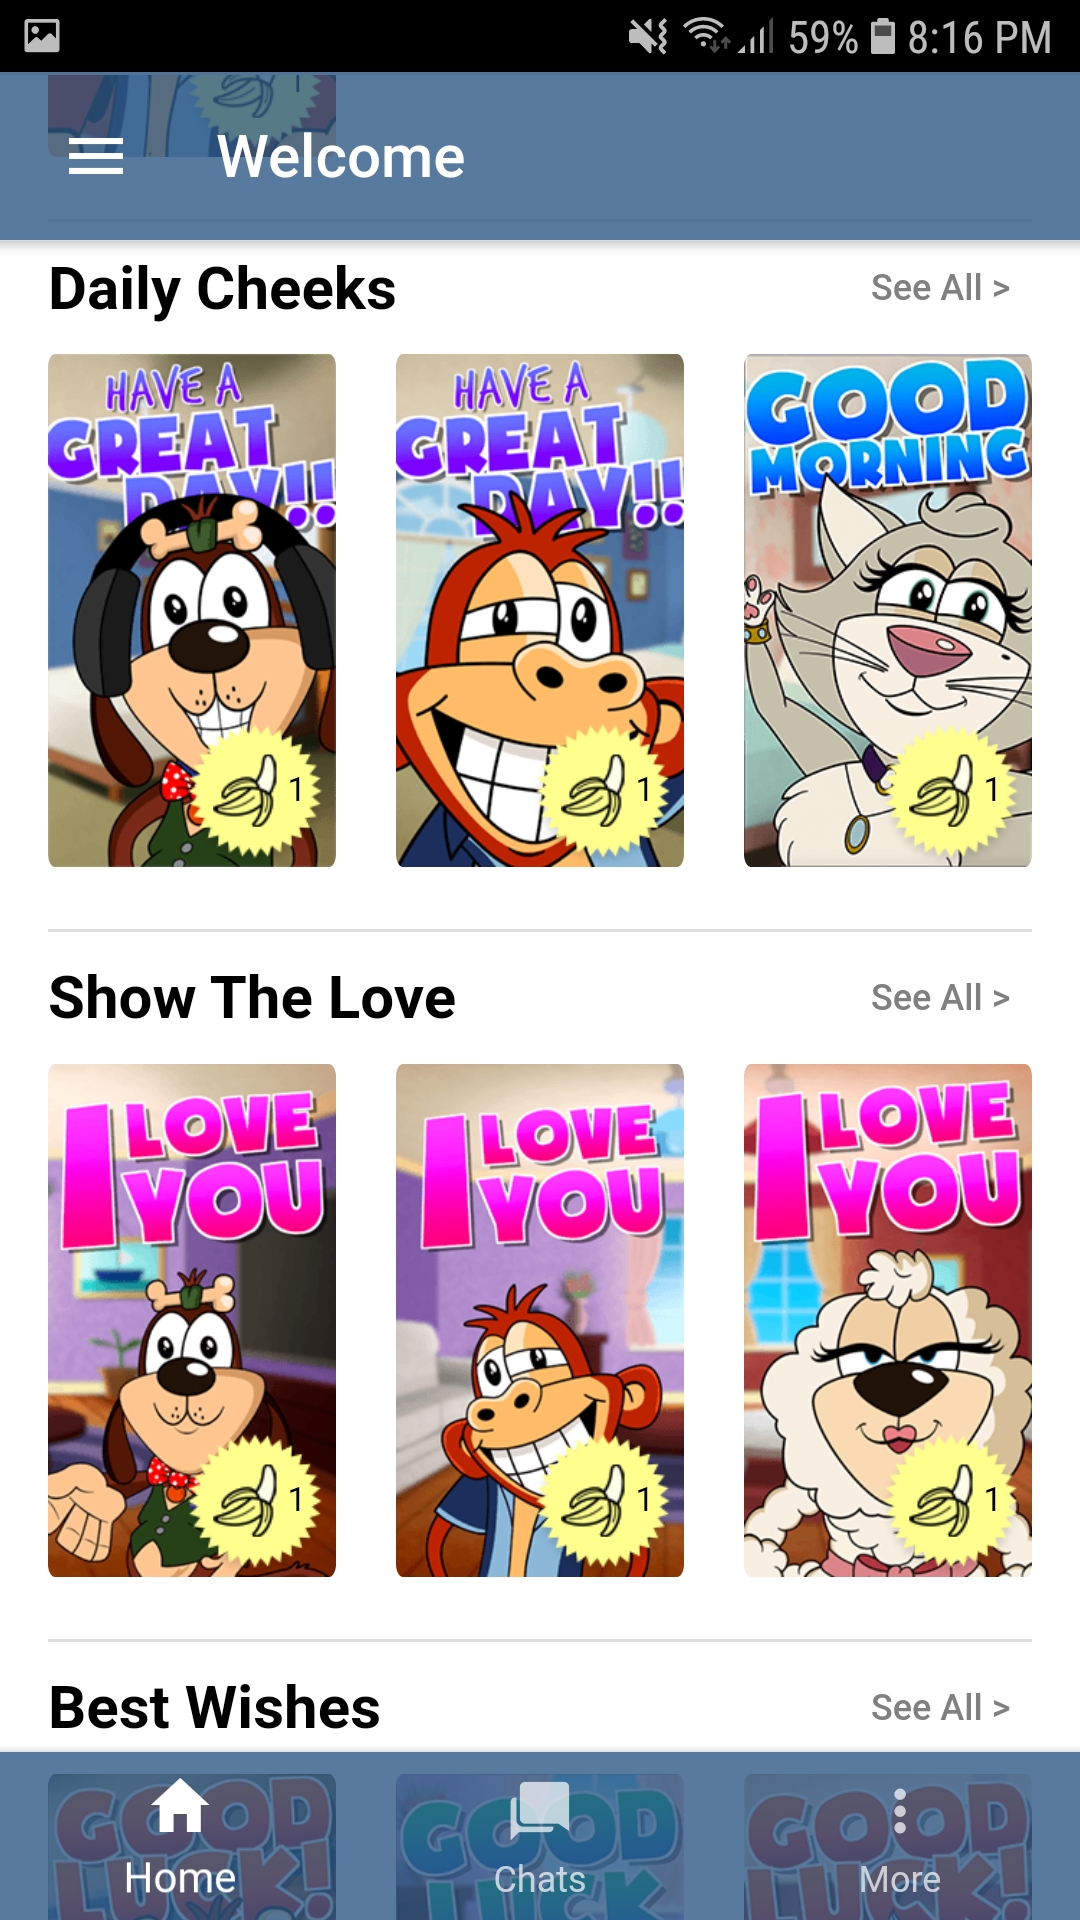 59% 8:16 PM
1
Welcome
Daily Cheeks
See All >
HAVE A
GREAT
DAY!!
1
HAVE A
GREAT
DAY!!
1
GOOD
MORNING
1
Show The Love
See All >
I LOVE
YOU
1
I LOVE
YOU
1
I LOVE
YOU
1
Best Wishes
See All >
GOOD
LUCK!
GOOD
LUCK
GOOD
LUCK!
Home
Chats
More